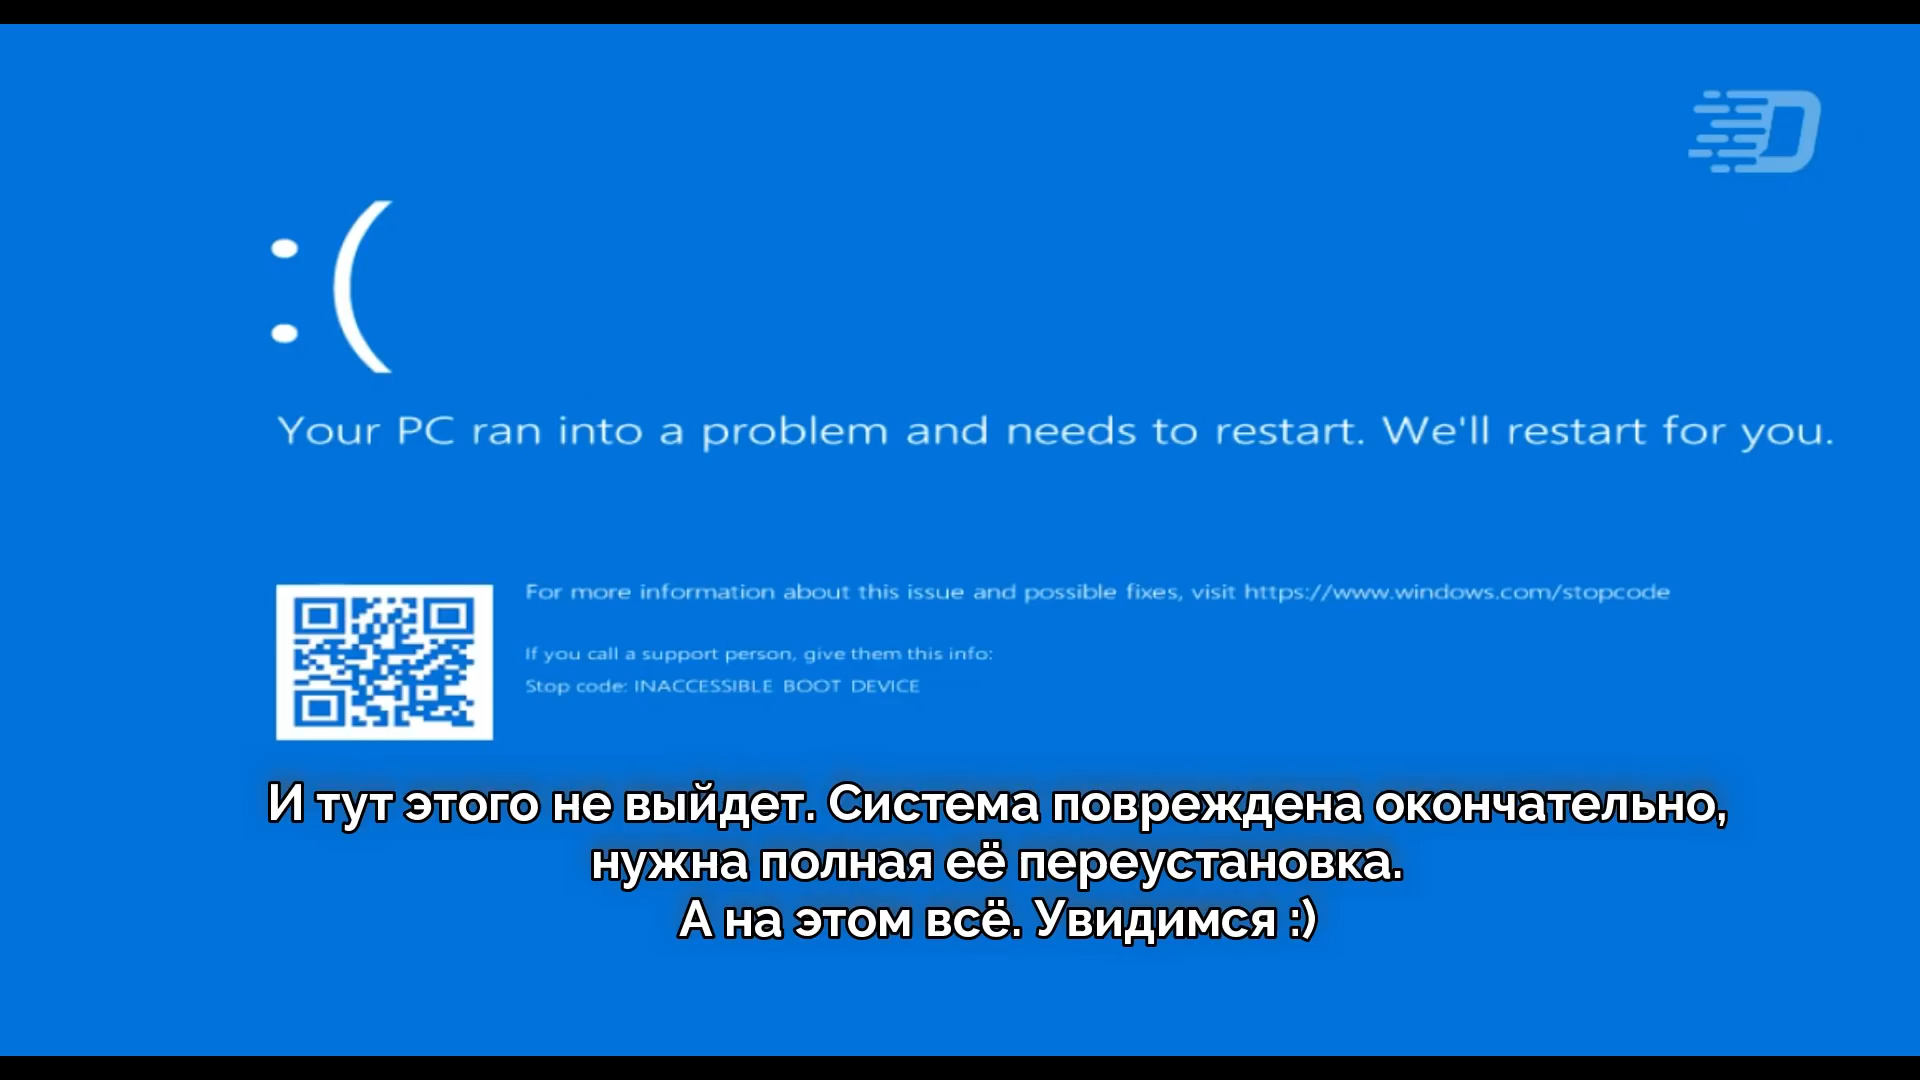 :(
Your PC ran into a problem and needs to restart. We'll restart for you.
For more information about this issue and possible fixes, visit https://www.windows.com/stopcode
If you call a support person, give them this info:
Stop code: INACCESSIBLE BOOT DEVICE
И тут этого не выйдет. Система повреждена окончательно,
нужна полная её переустановка.
А на этом всё. Увидимся :)